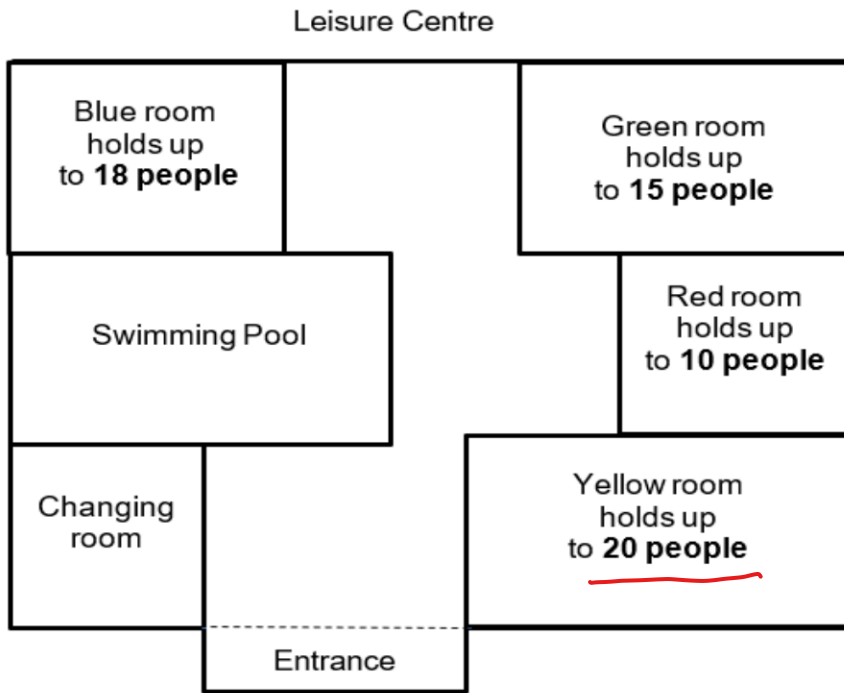 Leisure Centre
Blue room
holds up
to 18 people
Green room
holds up
to 15 people
Swimming Pool
Red room
holds up
to 10 people
Changing
room
Yellow room
holds up
to 20 people
Entrance